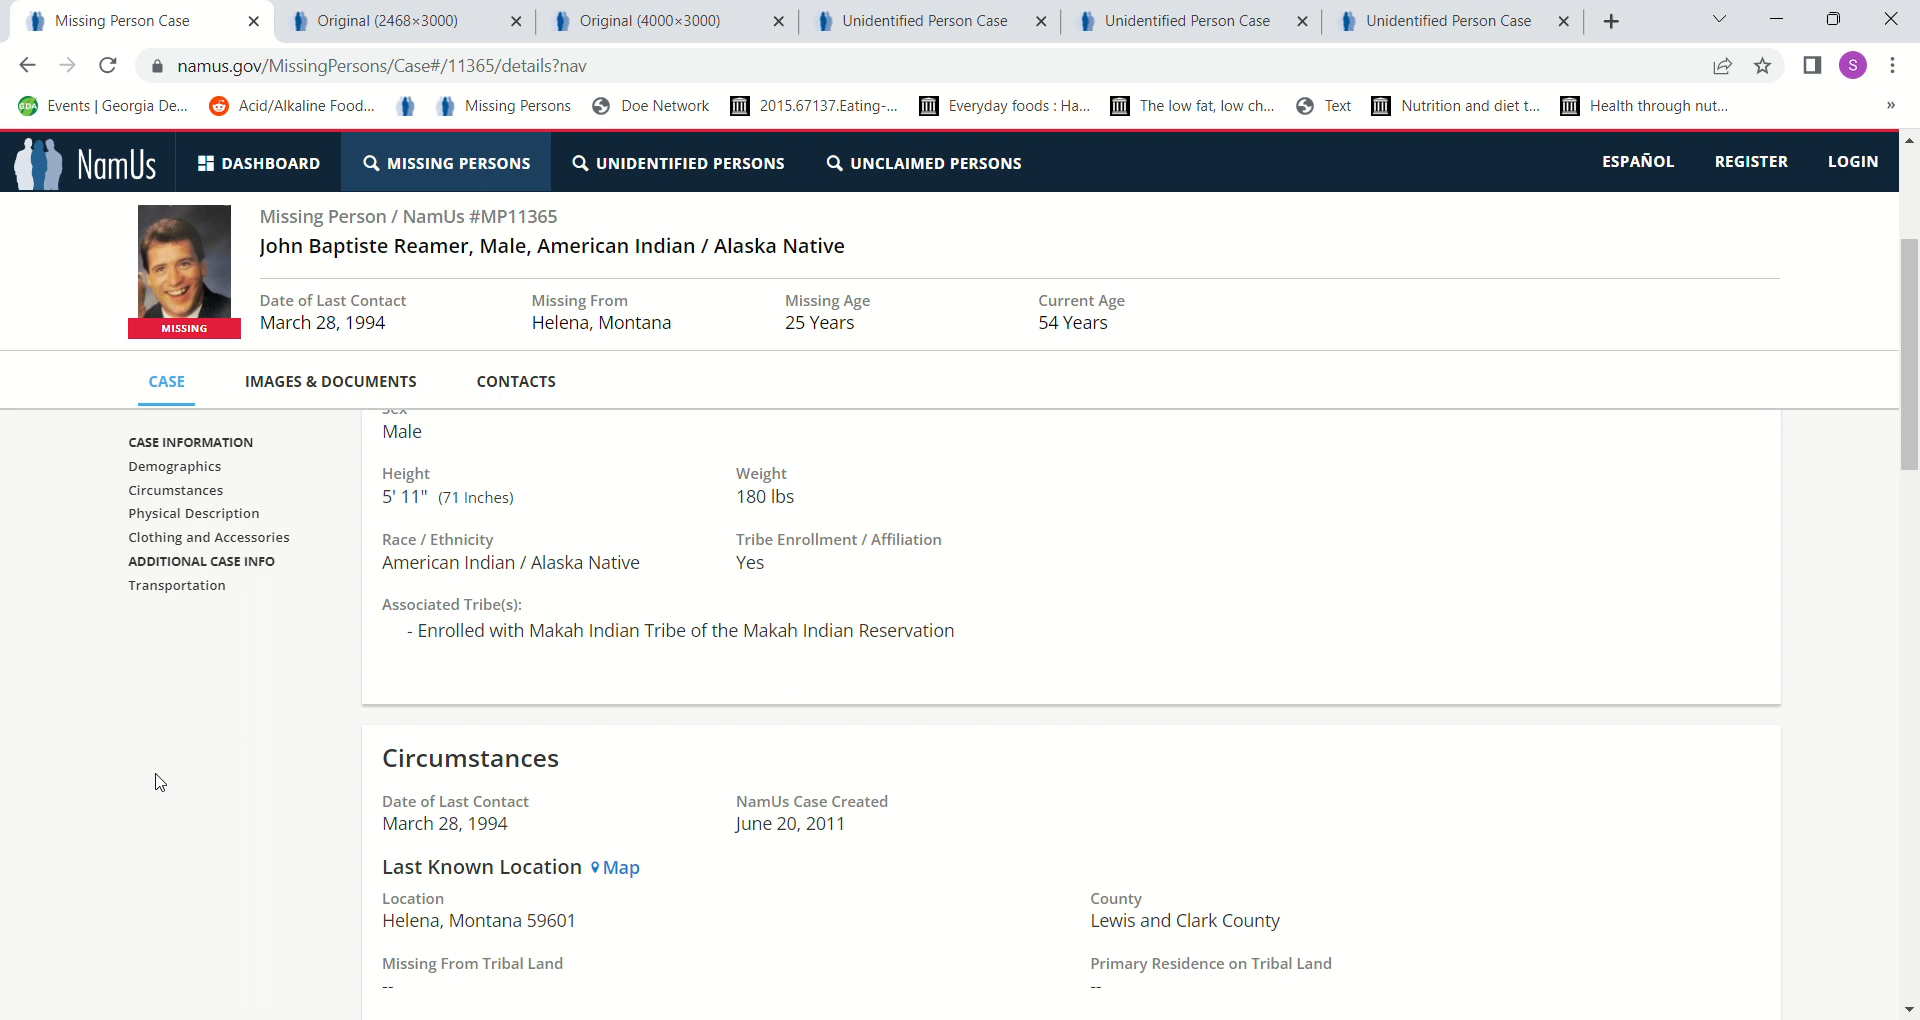 Missing Person Case
Original (2468×3000)
Original (4000×3000)
Unidentified Person Case
Unidentified Person Case
Unidentified Person Case
namus.gov/MissingPersons/Case#/11365/details?nav
S
GDA Events | Georgia De...
Acid/Alkaline Food...
Missing Persons
Doe Network
2015.67137.Eating-...
Everyday foods : Ha...
The low fat, low ch...
Text
Nutrition and diet t...
Health through nut...
»
NamUs
DASHBOARD
MISSING PERSONS
UNIDENTIFIED PERSONS
UNCLAIMED PERSONS
ESPAÑOL
REGISTER
LOGIN
MISSING
Missing Person / NamUs #MP11365
John Baptiste Reamer, Male, American Indian / Alaska Native
Date of Last Contact
March 28, 1994
Missing From
Helena, Montana
Missing Age
25 Years
Current Age
54 Years
CASE
IMAGES & DOCUMENTS
CONTACTS
CASE INFORMATION
Demographics
Circumstances
Physical Description
Clothing and Accessories
ADDITIONAL CASE INFO
Transportation
Sex
Male
Height
5' 11" (71 Inches)
Weight
180 lbs
Race / Ethnicity
American Indian / Alaska Native
Tribe Enrollment / Affiliation
Yes
Associated Tribe(s):
- Enrolled with Makah Indian Tribe of the Makah Indian Reservation
Circumstances
Date of Last Contact
March 28, 1994
NamUs Case Created
June 20, 2011
Last Known Location Map
Location
Helena, Montana 59601
County
Lewis and Clark County
Missing From Tribal Land
--
Primary Residence on Tribal Land
--